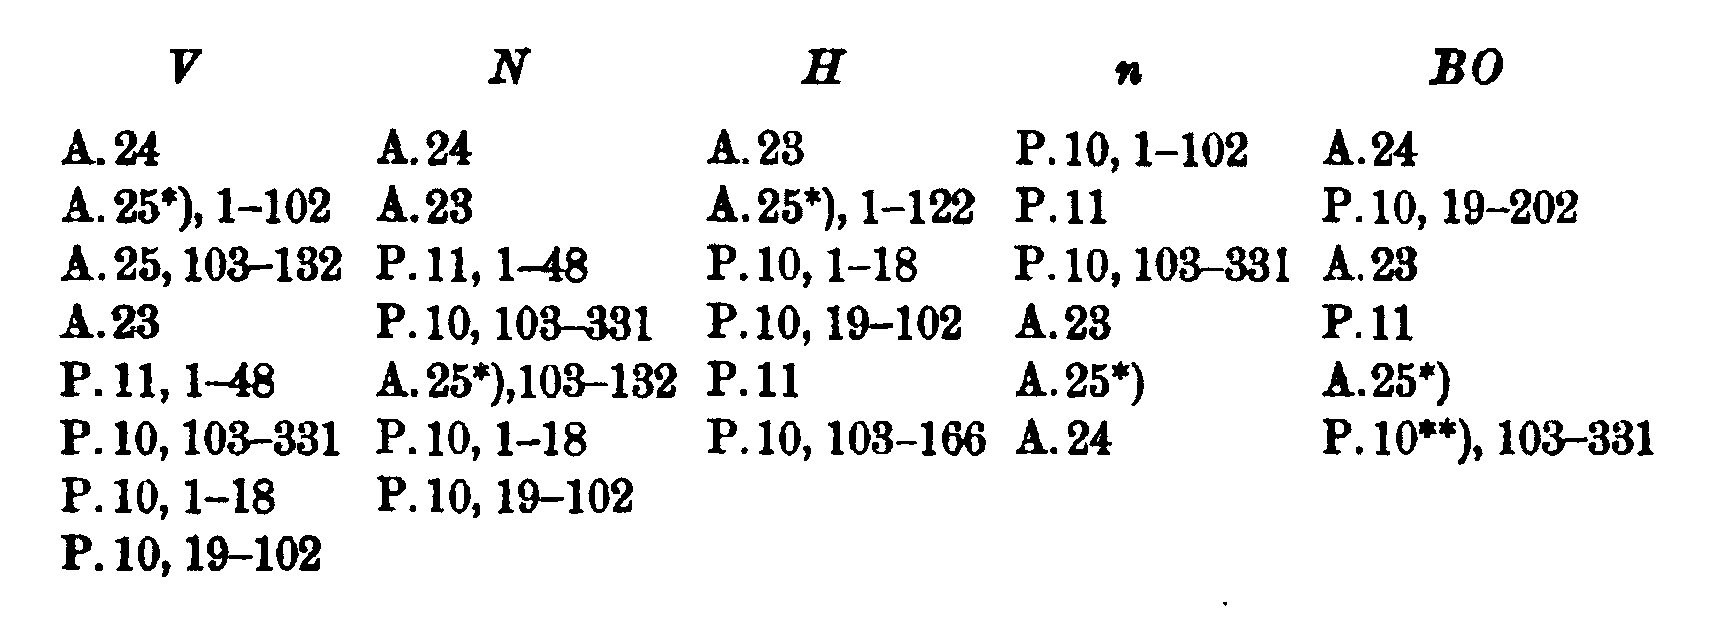 V N H n BO
A. 24 A. 24 A. 23 P. 10, 1–102 A. 24
A. 25*), 1–102 A. 23 A. 25*), 1–122 P. 11 P. 10, 19–202
A. 25, 103–132 P. 11, 1–48 P. 10, 1–18 P. 10, 103–331 A. 23
A. 23 P. 10, 103–331 P. 10, 19–102 A. 23 P. 11
P. 11, 1–48 A. 25*), 103–132 P. 11 A. 25*) A. 25*)
P. 10, 103–331 P. 10, 1–18 P. 10, 103–166 A. 24 P. 10**), 103–331
P. 10, 1–18 P. 10, 19–102
P. 10, 19–102